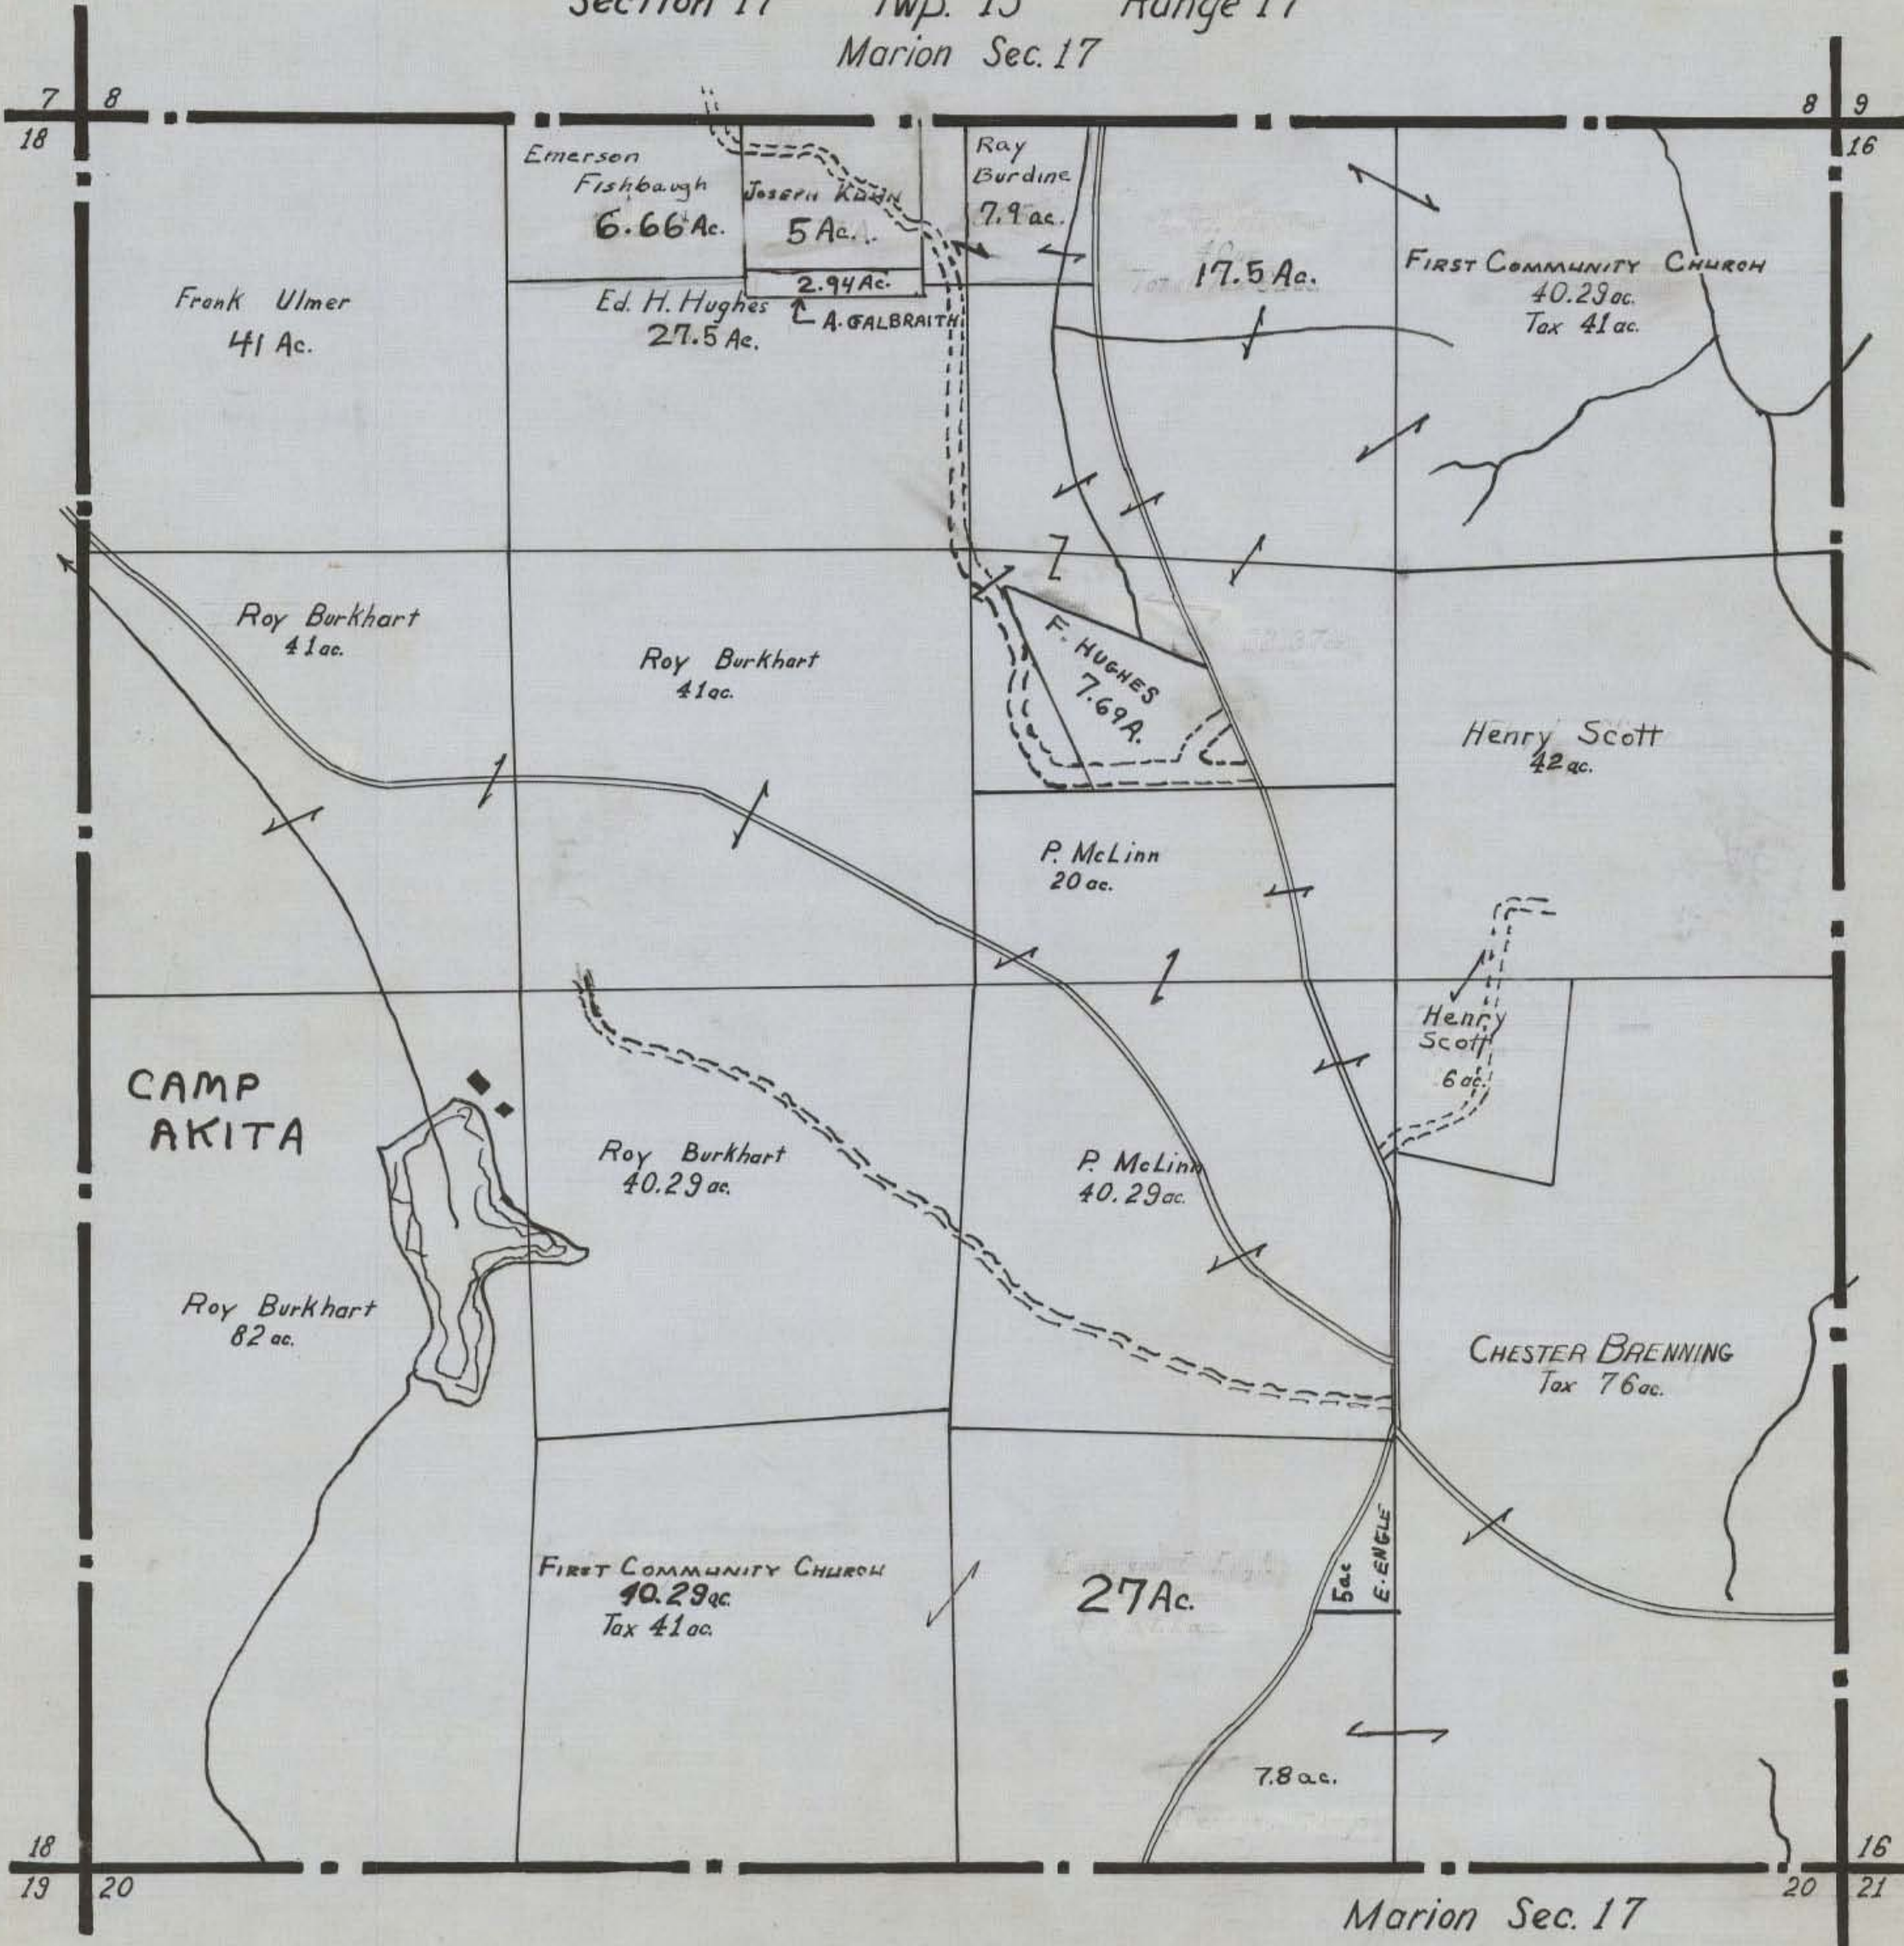 Section 17 Twp. 15 Range 17
Marion Sec. 17
7 8
18
8 9
16
Emerson
Fishbaugh
6.66 Ac.
JOSEPH KUHN
5 Ac.
2.94 Ac.
A. GALBRAITH
Ray
Burdine
7.9 ac.
17.5 Ac.
FIRST COMMUNITY CHURCH
40.29 ac.
Tax 41 ac.
Frank Ulmer
41 Ac.
Ed. H. Hughes
27.5 Ac.
Roy Burkhart
41 ac.
Roy Burkhart
41 ac.
F. HUGHES
7.69 A.
Henry Scott
42 ac.
P. McLinn
20 ac.
Henry
Scott
6 ac.
CAMP
AKITA
Roy Burkhart
40.29 ac.
P. McLinn
40.29 ac.
Roy Burkhart
82 ac.
CHESTER BRENNING
Tax 76 ac.
FIRST COMMUNITY CHURCH
40.29 ac.
Tax 41 ac.
27 Ac.
5 ac
E. ENGLE
7.8 ac.
18
19 20
16
20 21
Marion Sec. 17